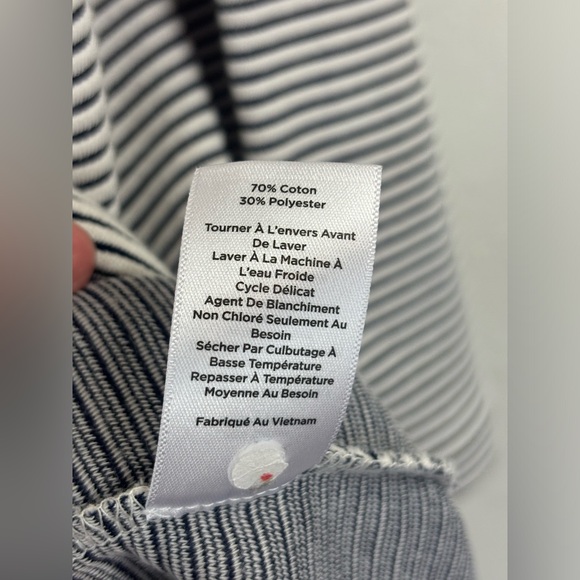 70% Coton
30% Polyester
Tourner À L'envers Avant
De Laver
Laver À La Machine À
L'eau Froide
Cycle Délicat
Agent De Blanchiment
Non Chloré Seulement Au
Besoin
Sécher Par Culbutage À
Basse Température
Repasser À Température
Moyenne Au Besoin
Fabriqué Au Vietnam